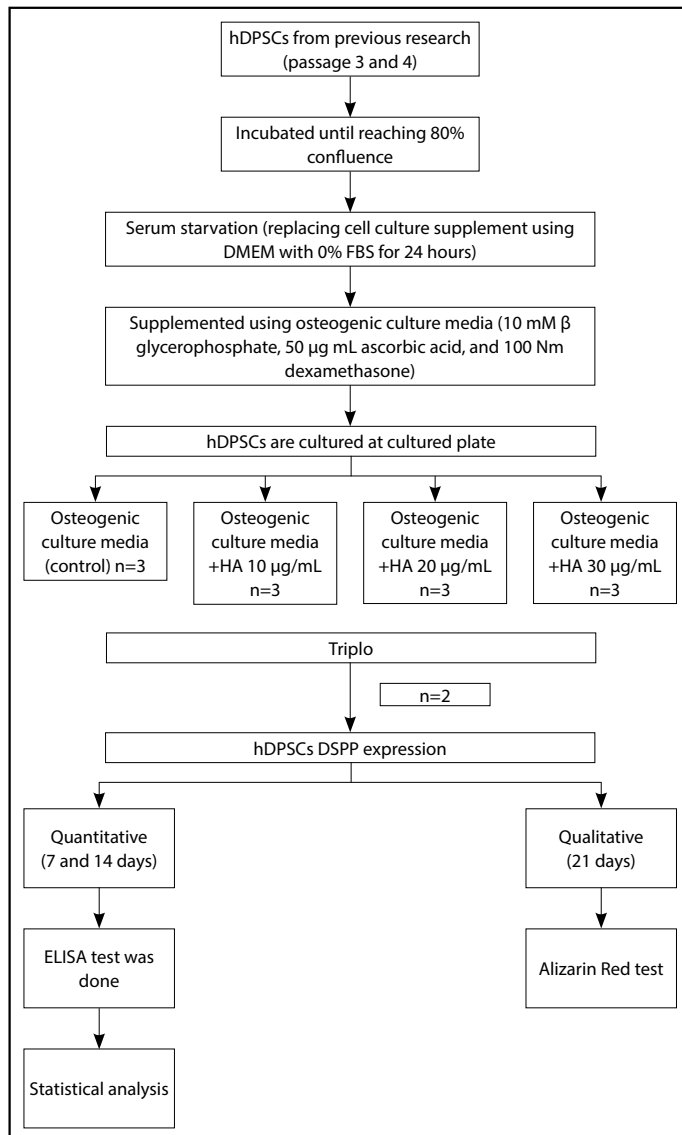 hDPSCs from previous research
(passage 3 and 4)
Incubated until reaching 80%
confluence
Serum starvation (replacing cell culture supplement using
DMEM with 0% FBS for 24 hours)
Supplemented using osteogenic culture media (10 mM β
glycerophosphate, 50 μg mL ascorbic acid, and 100 Nm
dexamethasone)
hDPSCs are cultured at cultured plate
Osteogenic
culture media
(control) n=3
Osteogenic
culture media
+HA 10 μg/mL
n=3
Osteogenic
culture media
+HA 20 μg/mL
n=3
Osteogenic
culture media
+HA 30 μg/mL
n=3
Triplo
n=2
hDPSCs DSPP expression
Quantitative
(7 and 14 days)
Qualitative
(21 days)
ELISA test was
done
Alizarin Red test
Statistical analysis